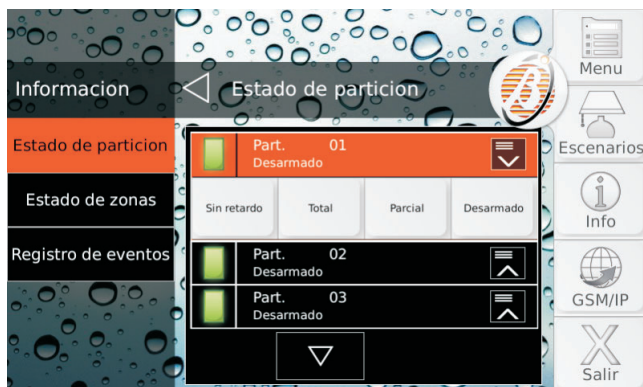 Informacion
Estado de particion
Estado de particion
Estado de zonas
Registro de eventos
Part. 01
Desarmado
Sin retardo
Total
Parcial
Desarmado
Part. 02
Desarmado
Part. 03
Desarmado
Menu
Escenarios
Info
GSM/IP
Salir